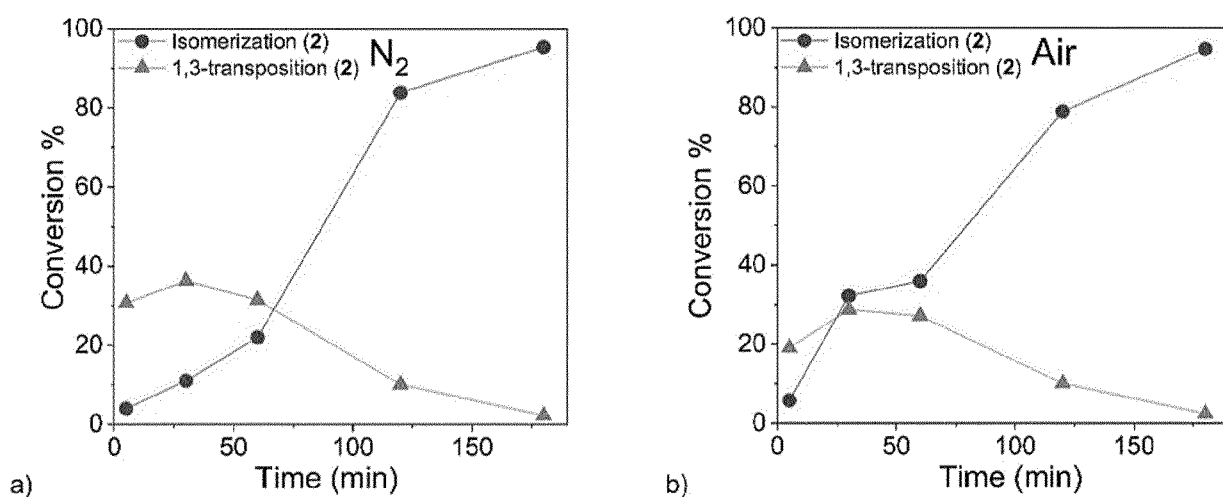 100
80
60
40
20
0
Conversion %
Isomerization (2)
1,3-transposition (2)
N2
0 50 100 150
Time (min)
a)
100
80
60
40
20
0
Conversion %
Isomerization (2)
1,3-transposition (2)
Air
0 50 100 150
Time (min)
b)